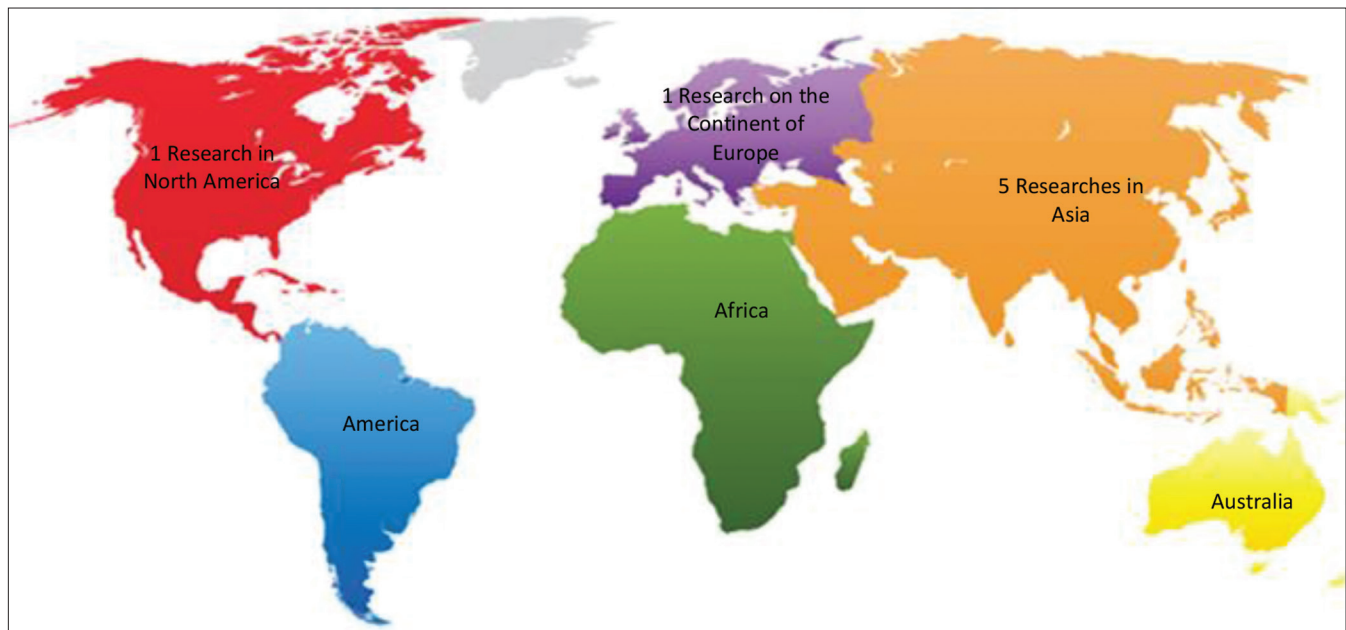 1 Research in
North America
1 Research on the
Continent of
Europe
5 Researches in
Asia
Africa
America
Australia